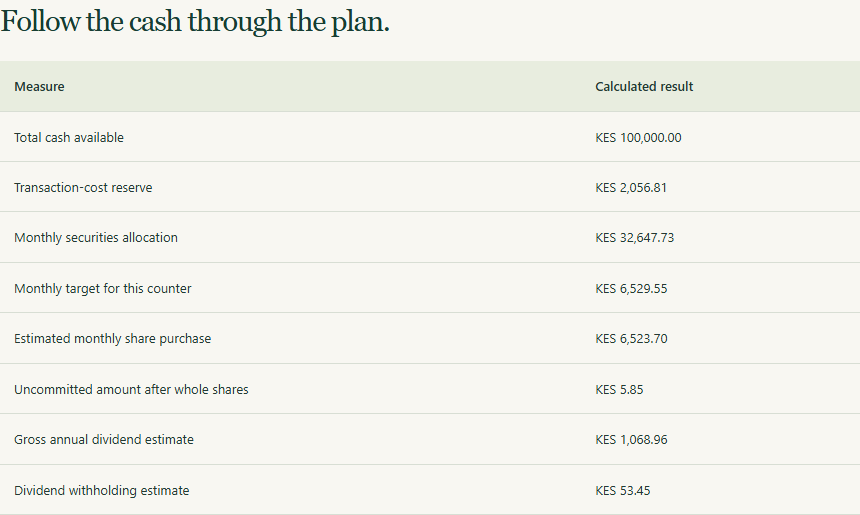 Follow the cash through the plan.
Measure Calculated result
Total cash available KES 100,000.00
Transaction-cost reserve KES 2,056.81
Monthly securities allocation KES 32,647.73
Monthly target for this counter KES 6,529.55
Estimated monthly share purchase KES 6,523.70
Uncommitted amount after whole shares KES 5.85
Gross annual dividend estimate KES 1,068.96
Dividend withholding estimate KES 53.45